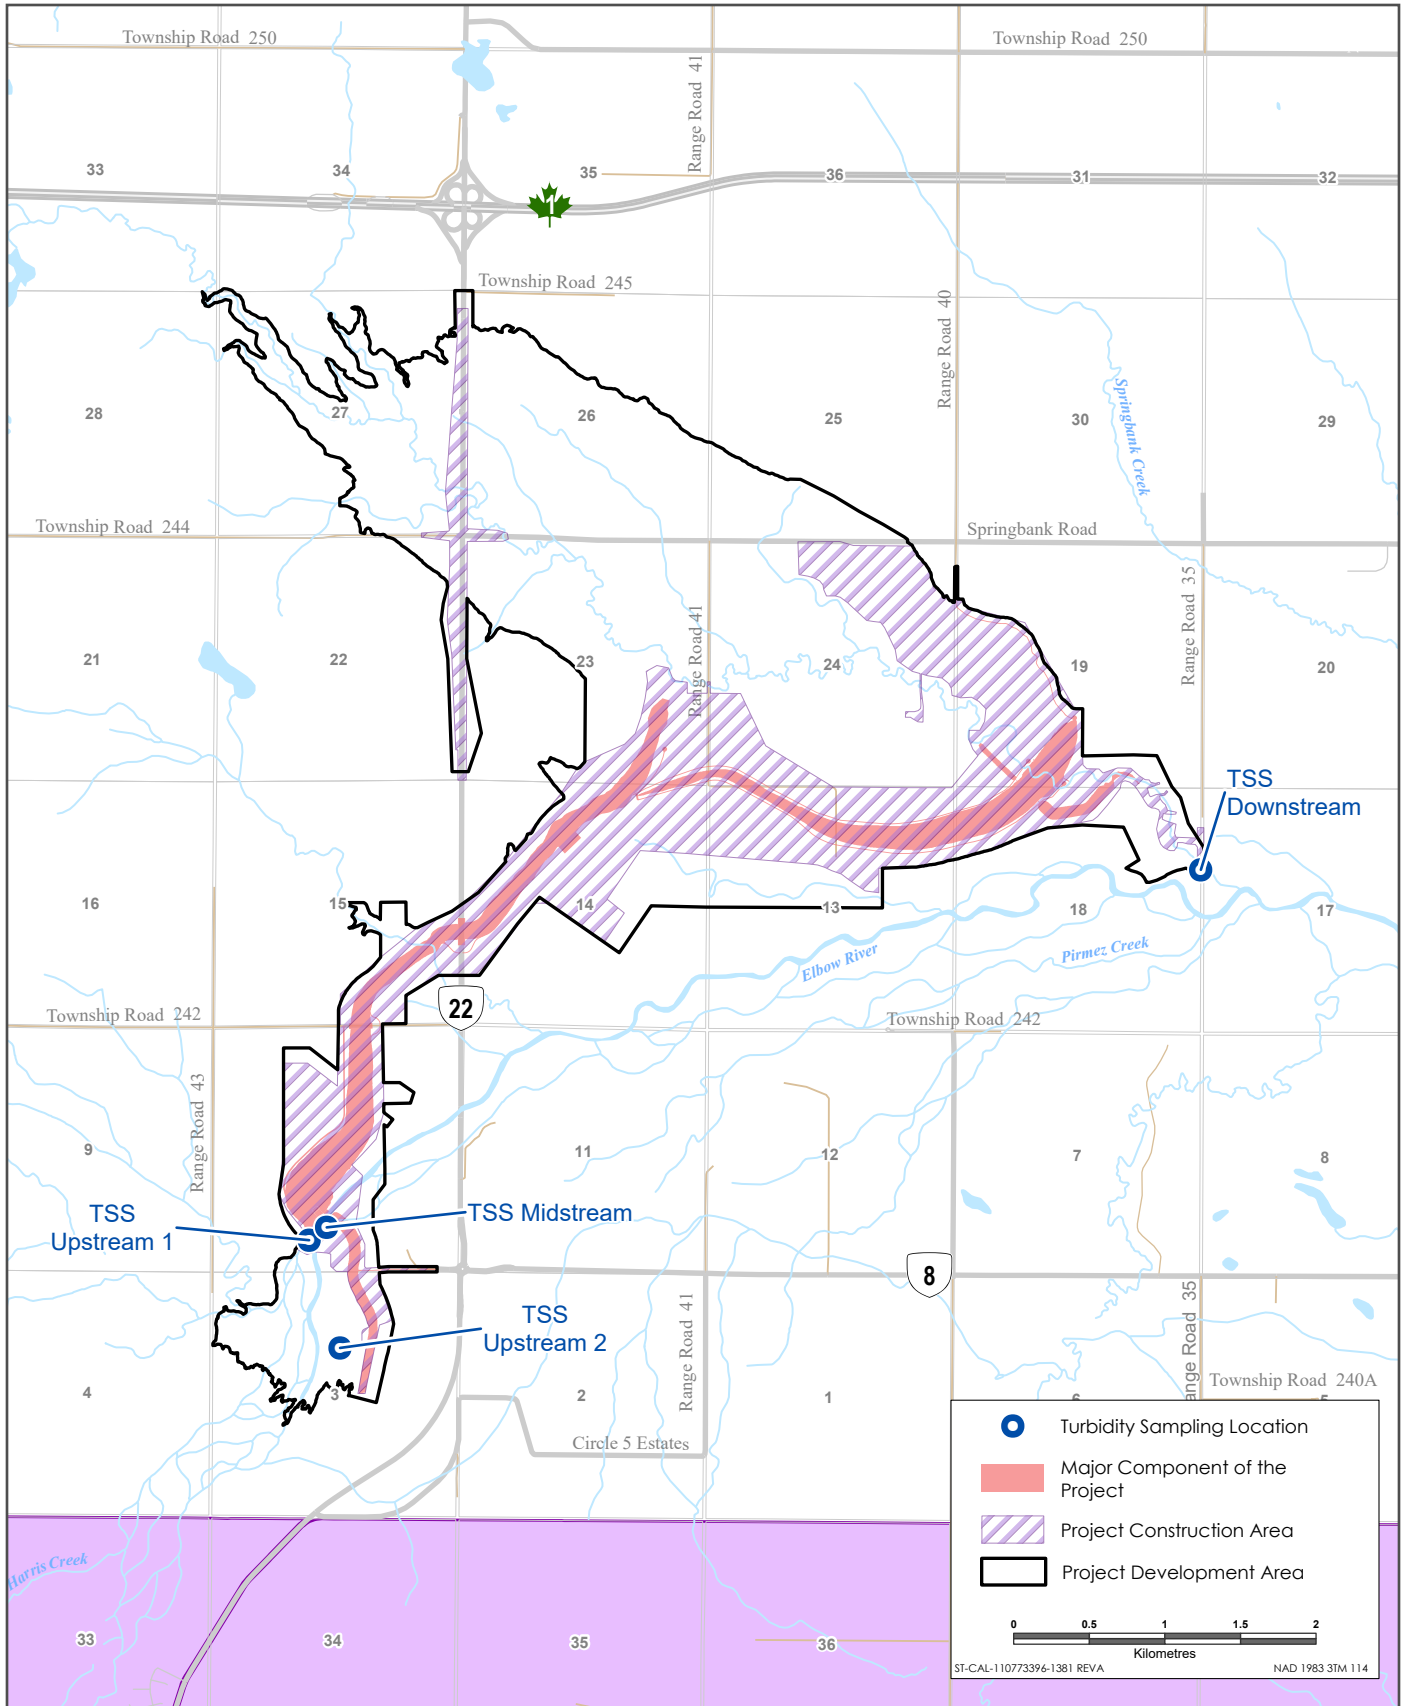 Township Road 250
Township Road 250
Range Road 41
33
34
35
36
31
32
1
Township Road 245
Range Road 40
Springbank Creek
28
27
26
25
30
29
Township Road 244
Springbank Road
Range Road 35
Range Road 41
21
22
23
24
19
20
TSS
Downstream
16
15
14
13
18
17
Elbow River
Pirmez Creek
22
Township Road 242
Township Road 242
Range Road 43
9
11
12
7
8
TSS
Upstream 1
TSS Midstream
8
TSS
Upstream 2
Range Road 41
ange Road 35
Township Road 240A
4
3
2
1
6
5
Circle 5 Estates
Turbidity Sampling Location
Major Component of the
Project
Project Construction Area
Project Development Area
0 0.5 1 1.5 2
Kilometres
ST-CAL-110773396-1381 REVA
NAD 1983 3TM 114
Harris Creek
33
34
35
36